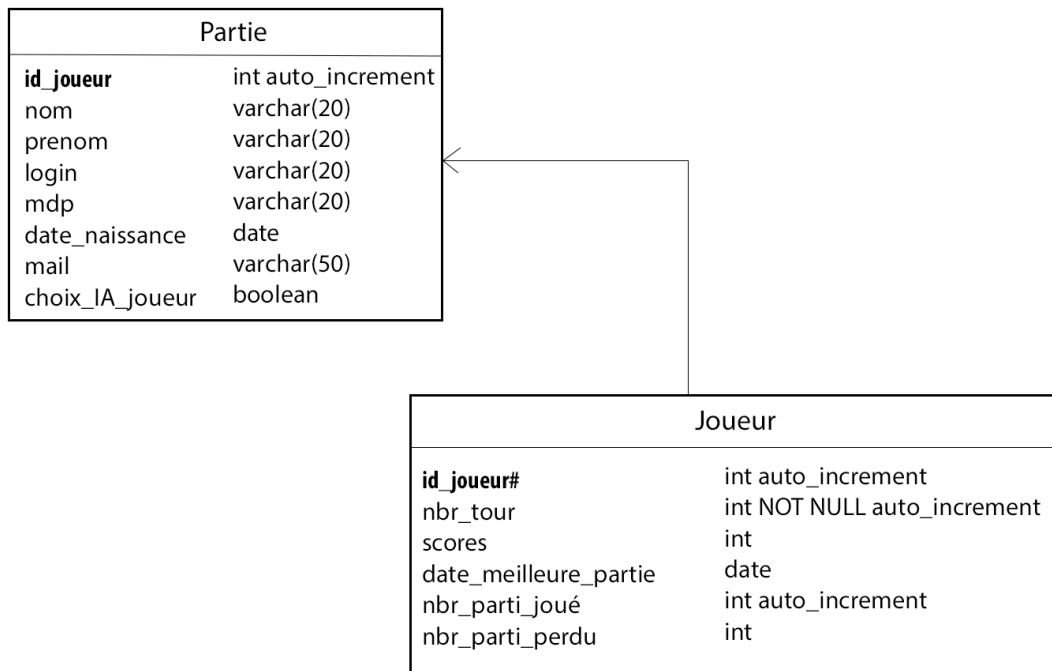 Partie
id_joueur int auto_increment
nom varchar(20)
prenom varchar(20)
login varchar(20)
mdp varchar(20)
date_naissance date
mail varchar(50)
choix_IA_joueur boolean
Joueur
id_joueur# int auto_increment
nbr_tour int NOT NULL auto_increment
scores int
date_meilleure_partie date
nbr_parti_joué int auto_increment
nbr_parti_perdu int